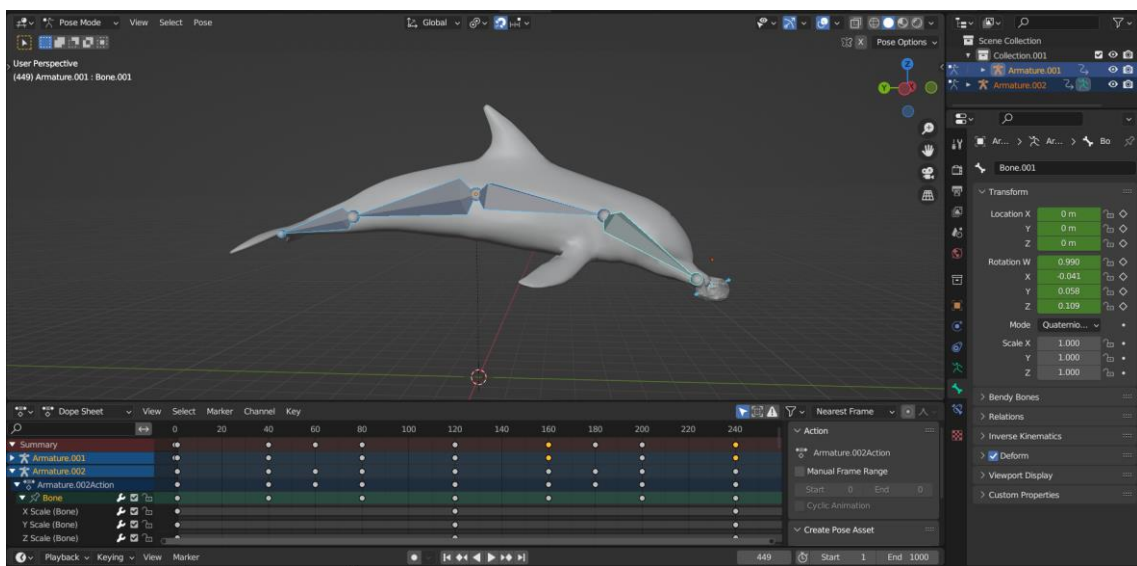 Pose Mode View Select Pose Global
X Pose Options
User Perspective
(449) Armature.001 : Bone.001
Z
Y
Scene Collection
Collection.001
Armature.001
Armature.002
Ar... > Ar... > Bo
Bone.001
Transform
Location X 0 m
Y 0 m
Z 0 m
Rotation W 0.990
X -0.041
Y 0.058
Z 0.109
Mode Quaternio...
Scale X 1.000
Y 1.000
Z 1.000
Bendy Bones
Relations
Inverse Kinematics
Deform
Viewport Display
Custom Properties
Dope Sheet View Select Marker Channel Key Nearest Frame
0 20 40 60 80 100 120 140 160 180 200 220 240
Summary
Armature.001
Armature.002
Armature.002Action
Bone
X Scale (Bone)
Y Scale (Bone)
Z Scale (Bone)
Action
Armature.002Action
Manual Frame Range
Start 0 End 0
Cyclic Animation
Create Pose Asset
Playback Keying View Marker 449 Start 1 End 1000